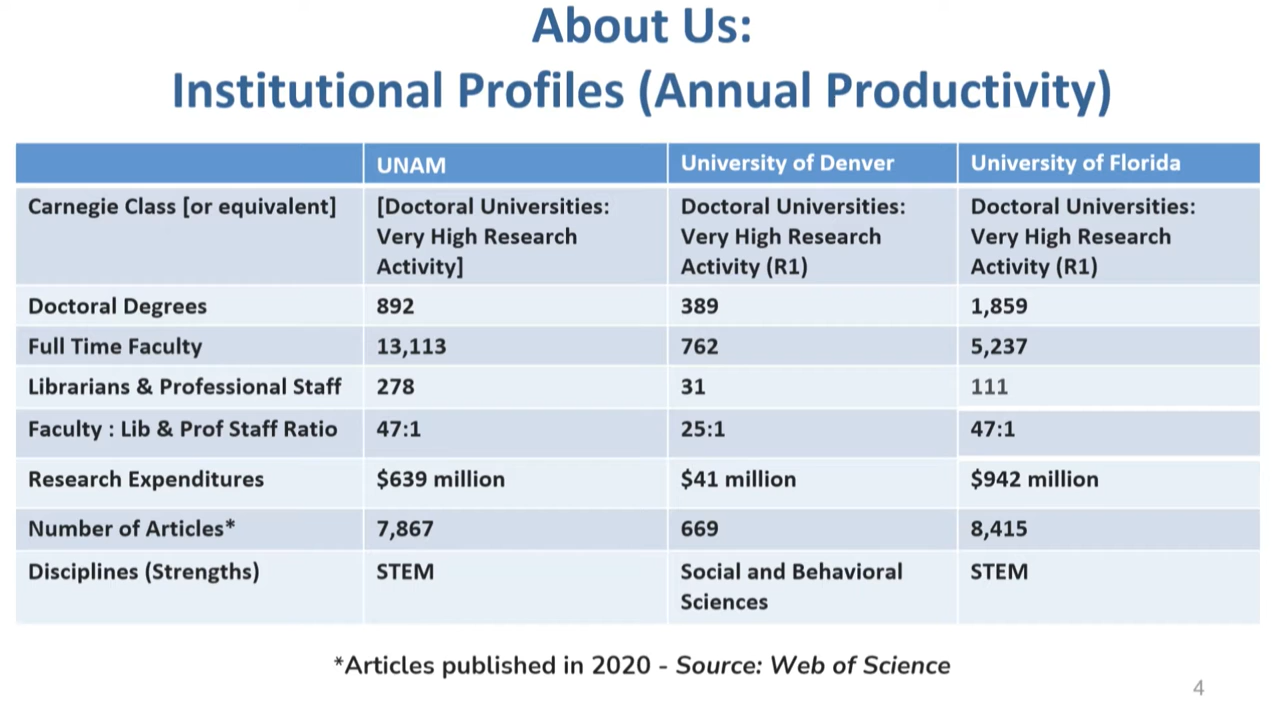 About Us:
Institutional Profiles (Annual Productivity)
UNAM University of Denver University of Florida
Carnegie Class [or equivalent] [Doctoral Universities: Very High Research Activity] Doctoral Universities: Very High Research Activity (R1) Doctoral Universities: Very High Research Activity (R1)
Doctoral Degrees 892 389 1,859
Full Time Faculty 13,113 762 5,237
Librarians & Professional Staff 278 31 111
Faculty : Lib & Prof Staff Ratio 47:1 25:1 47:1
Research Expenditures $639 million $41 million $942 million
Number of Articles* 7,867 669 8,415
Disciplines (Strengths) STEM Social and Behavioral Sciences STEM
*Articles published in 2020 - Source: Web of Science
4